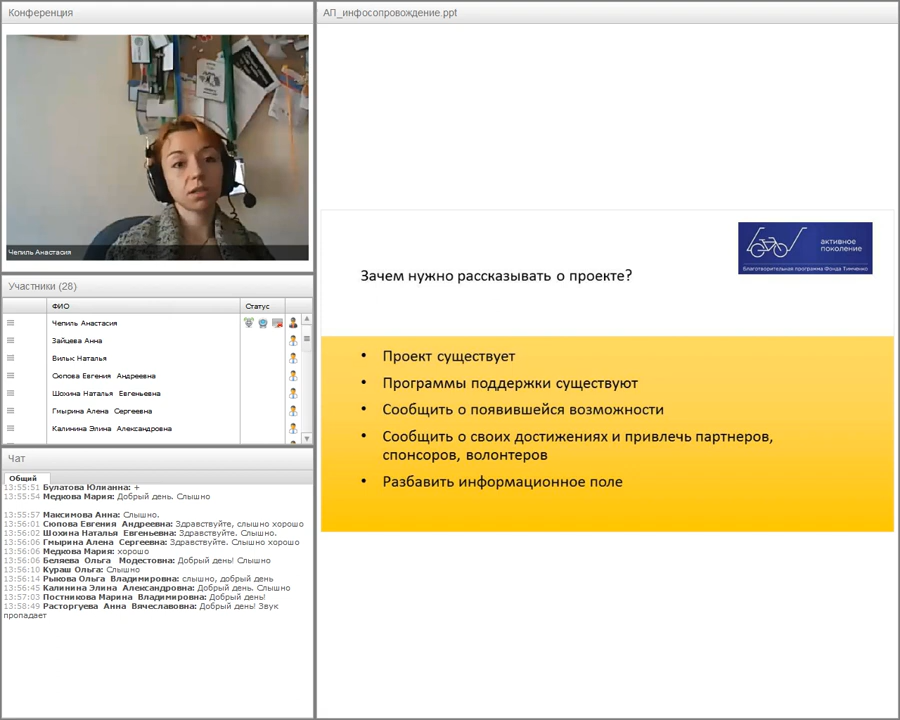 Конференция
Чепиль Анастасия
Участники (28)
ФИО
Статус
Чепиль Анастасия
Зайцева Анна
Вилык Наталья
Сюпова Евгения Андреевна
Шохина Наталья Евгеньевна
Гмырина Алена Сергеевна
Калинина Элина Александровна
Чат
Общий
13:55:51 Булатова Юлианна: +
13:55:54 Медкова Мария: Добрый день. Слышно
13:55:57 Максимова Анна: Слышно.
13:56:01 Сюпова Евгения Андреевна: Здравствуйте, слышно хорошо
13:56:02 Шохина Наталья Евгеньевна: Здравствуйте. Слышно.
13:56:06 Гмырина Алена Сергеевна: Здравствуйте. Слышно хорошо
13:56:06 Медкова Мария: хорошо
13:56:06 Беляева Ольга Модестовна: Добрый день! Слышно
13:56:10 Кураш Ольга: Слышно
13:56:14 Рыкова Ольга Владимировна: слышно, добрый день
13:56:45 Калинина Элина Александровна: Добрый день. Слышно
13:57:03 Постникова Марина Владимировна: Добрый день!
13:58:49 Расторгуева Анна Вячеславовна: Добрый день! Звук
пропадает
АП_инфосопровождение.ppt
активное
поколение
благотворительная программа Фонда Тимченко
Зачем нужно рассказывать о проекте?
• Проект существует
• Программы поддержки существуют
• Сообщить о появившейся возможности
• Сообщить о своих достижениях и привлечь партнеров,
спонсоров, волонтеров
• Разбавить информационное поле